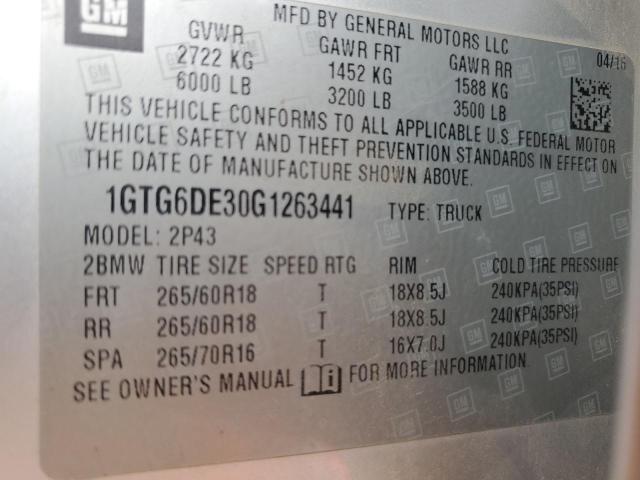 GM
MFD BY GENERAL MOTORS LLC
GVWR GAWR FRT GAWR RR 04/16
2722 KG 1452 KG 1588 KG
6000 LB 3200 LB 3500 LB
THIS VEHICLE CONFORMS TO ALL APPLICABLE U.S. FEDERAL MOTOR
VEHICLE SAFETY AND THEFT PREVENTION STANDARDS IN EFFECT ON
THE DATE OF MANUFACTURE SHOWN ABOVE.
1GTG6DE30G1263441 TYPE: TRUCK
MODEL: 2P43
2BMW TIRE SIZE SPEED RTG RIM COLD TIRE PRESSURE
FRT 265/60R18 T 18X8.5J 240KPA(35PSI)
RR 265/60R18 T 18X8.5J 240KPA(35PSI)
SPA 265/70R16 T 16X7.0J 240KPA(35PSI)
SEE OWNER'S MANUAL i FOR MORE INFORMATION.